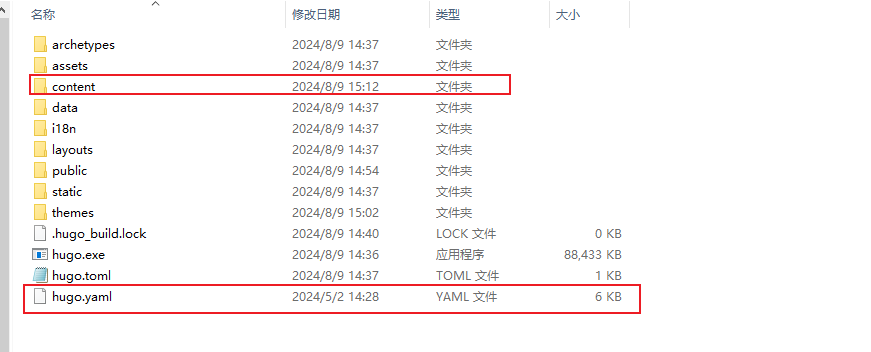 名称 修改日期 类型 大小
archetypes 2024/8/9 14:37 文件夹
assets 2024/8/9 14:37 文件夹
content 2024/8/9 15:12 文件夹
data 2024/8/9 14:37 文件夹
i18n 2024/8/9 14:37 文件夹
layouts 2024/8/9 14:37 文件夹
public 2024/8/9 14:54 文件夹
static 2024/8/9 14:37 文件夹
themes 2024/8/9 15:02 文件夹
.hugo_build.lock 2024/8/9 14:40 LOCK 文件 0 KB
hugo.exe 2024/8/9 14:36 应用程序 88,433 KB
hugo.toml 2024/8/9 14:37 TOML 文件 1 KB
hugo.yaml 2024/5/2 14:28 YAML 文件 6 KB